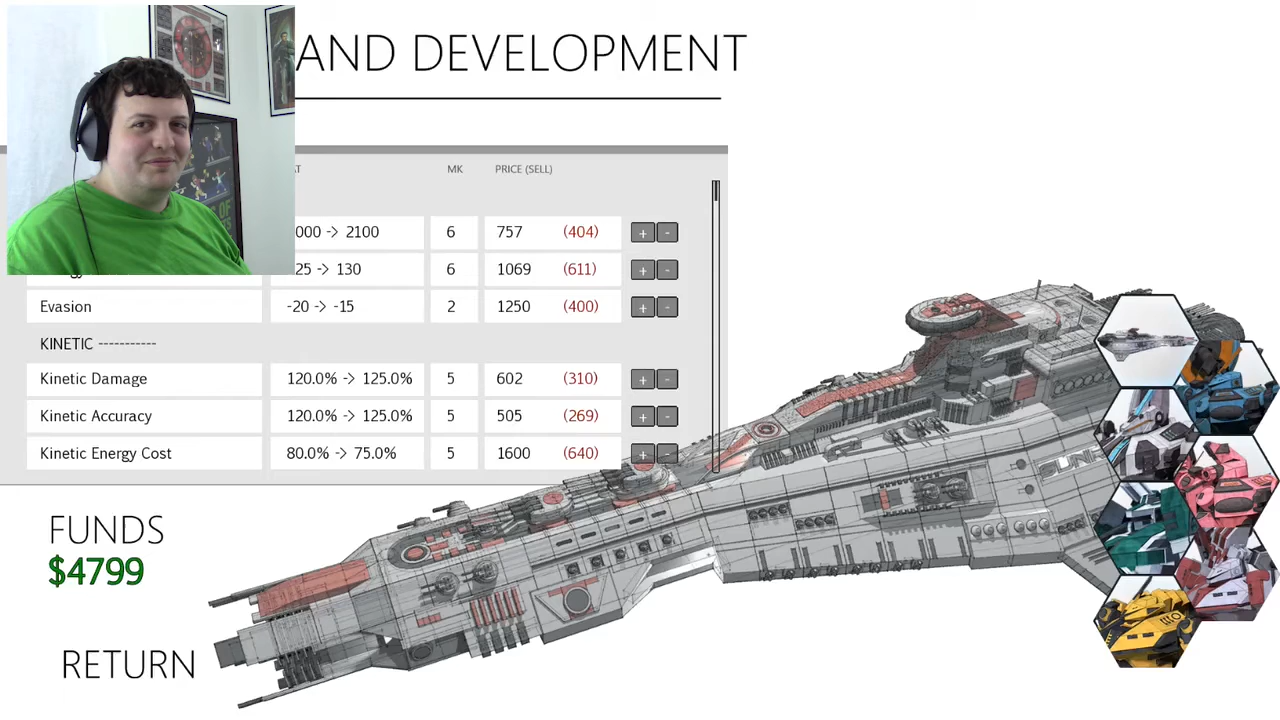 AND DEVELOPMENT
MK PRICE (SELL)
000 -> 2100 6 757 (404) + -
25 -> 130 6 1069 (611) + -
Evasion -20 -> -15 2 1250 (400) + -
KINETIC -----------
Kinetic Damage 120.0% -> 125.0% 5 602 (310) + -
Kinetic Accuracy 120.0% -> 125.0% 5 505 (269) + -
Kinetic Energy Cost 80.0% -> 75.0% 5 1600 (640) + -
FUNDS
$4799
RETURN